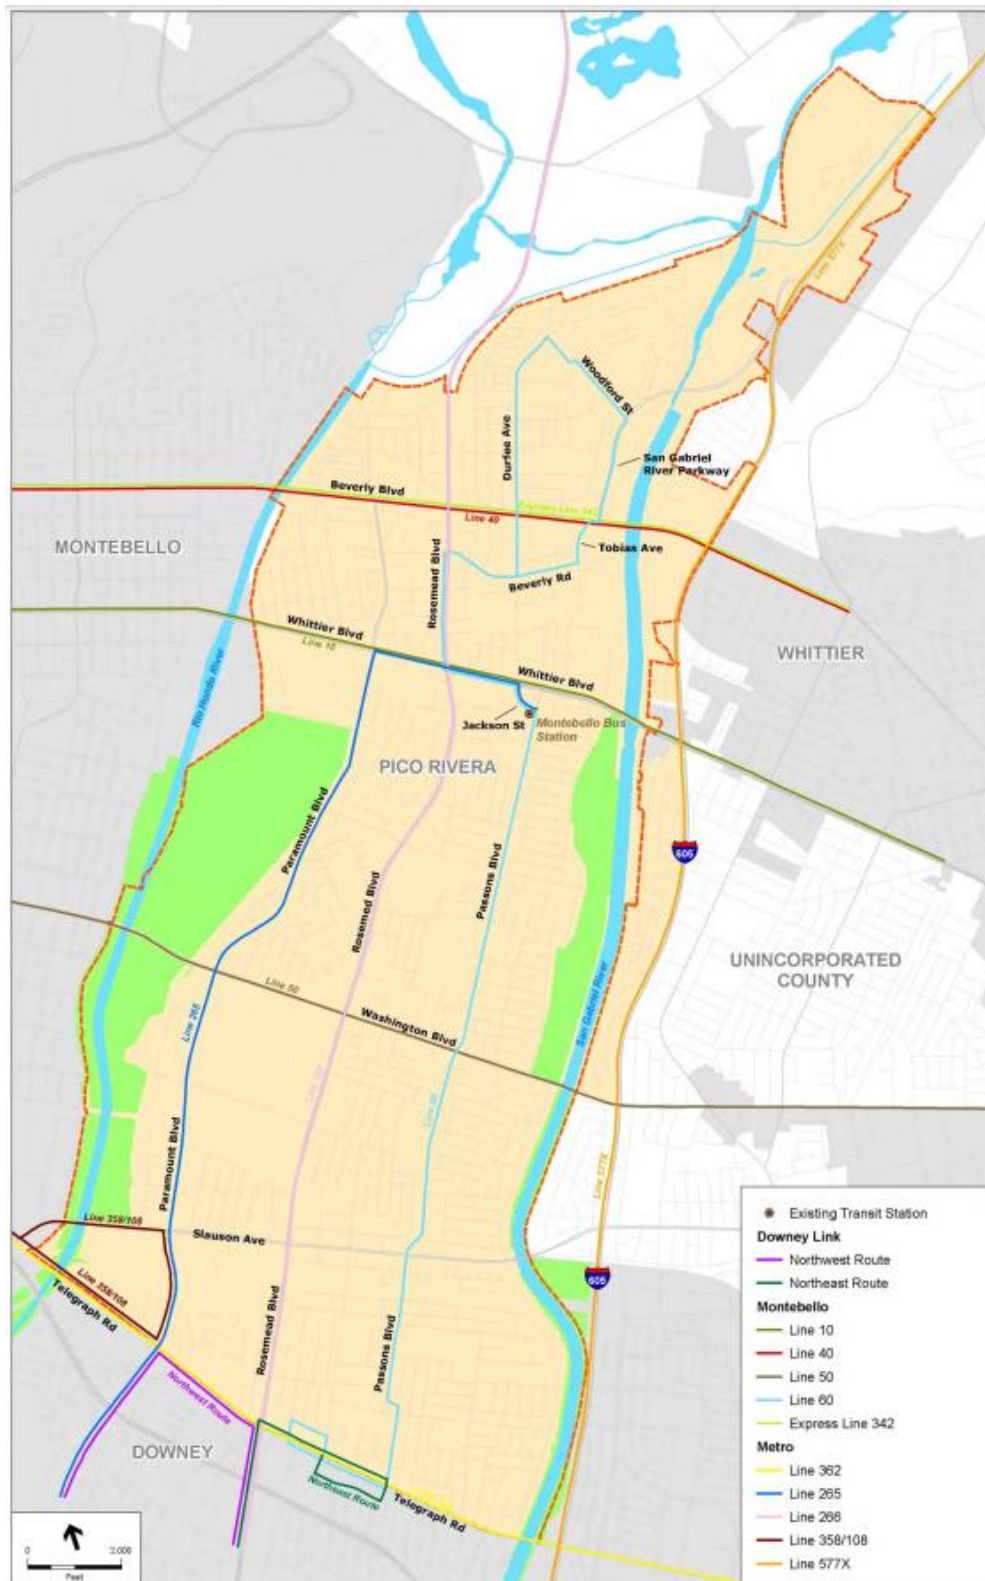 Line 577X
Woodford St
Durfee Ave
San Gabriel
River Parkway
Beverly Blvd
Express Line 342
Line 40
MONTEBELLO
Tobias Ave
Rosemead Blvd
Beverly Rd
Whittier Blvd
Line 10
WHITTIER
Whittier Blvd
Rio Hondo River
Jackson St
Montebello Bus
Station
PICO RIVERA
Paramount Blvd
605
Passons Blvd
Rosemed Blvd
UNINCORPORATED
COUNTY
Line 50
San Gabriel River
Line 265
Washington Blvd
Paramount Blvd
Line 577X
Line 358/108
Slauson Ave
Line 358/108
605
Telegraph Rd
Rosemead Blvd
Passons Blvd
Northwest Route
DOWNEY
Northeast Route
Telegraph Rd
Existing Transit Station
Downey Link
Northwest Route
Northeast Route
Montebello
Line 10
Line 40
Line 50
Line 60
Express Line 342
Metro
Line 362
Line 265
Line 266
Line 358/108
Line 577X
0 2,000
Feet